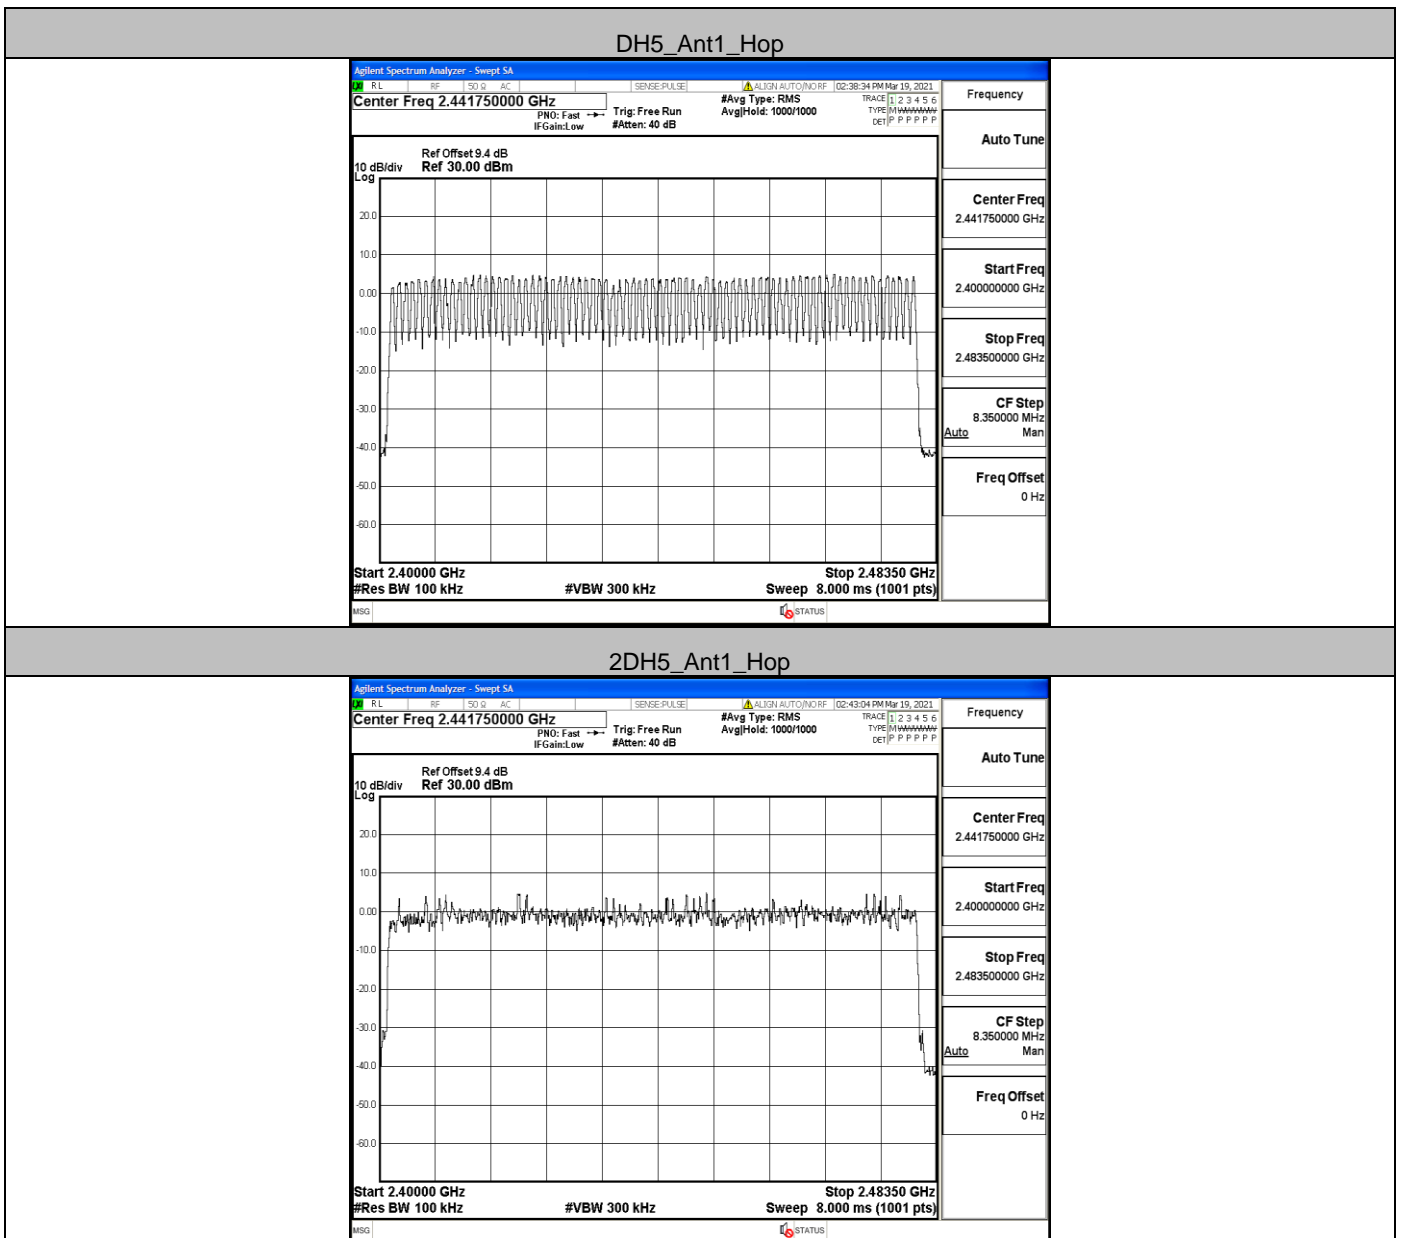 DH5_Ant1_Hop
Agilent Spectrum Analyzer - Swept SA
RL RF 50 Ω AC SENSE:PULSE ALIGN AUTO/NO RF 02:38:34 PM Mar 19, 2021
Center Freq 2.441750000 GHz
PNO: Fast
IFGain:Low
Trig: Free Run
#Atten: 40 dB
#Avg Type: RMS
Avg|Hold: 1000/1000
TRACE 1 2 3 4 5 6
TYPE M WWWWW
DET P P P P P P
Ref Offset 9.4 dB
10 dB/div Ref 30.00 dBm
Log
20.0
10.0
0.00
-10.0
-20.0
-30.0
-40.0
-50.0
-60.0
Start 2.40000 GHz Stop 2.48350 GHz
#Res BW 100 kHz #VBW 300 kHz Sweep 8.000 ms (1001 pts)
MSG STATUS
Frequency
Auto Tune
Center Freq
2.441750000 GHz
Start Freq
2.400000000 GHz
Stop Freq
2.483500000 GHz
CF Step
8.350000 MHz
Auto Man
Freq Offset
0 Hz
2DH5_Ant1_Hop
Agilent Spectrum Analyzer - Swept SA
RL RF 50 Ω AC SENSE:PULSE ALIGN AUTO/NO RF 02:43:04 PM Mar 19, 2021
Center Freq 2.441750000 GHz
PNO: Fast
IFGain:Low
Trig: Free Run
#Atten: 40 dB
#Avg Type: RMS
Avg|Hold: 1000/1000
TRACE 1 2 3 4 5 6
TYPE M WWWWW
DET P P P P P P
Ref Offset 9.4 dB
10 dB/div Ref 30.00 dBm
Log
20.0
10.0
0.00
-10.0
-20.0
-30.0
-40.0
-50.0
-60.0
Start 2.40000 GHz Stop 2.48350 GHz
#Res BW 100 kHz #VBW 300 kHz Sweep 8.000 ms (1001 pts)
MSG STATUS
Frequency
Auto Tune
Center Freq
2.441750000 GHz
Start Freq
2.400000000 GHz
Stop Freq
2.483500000 GHz
CF Step
8.350000 MHz
Auto Man
Freq Offset
0 Hz